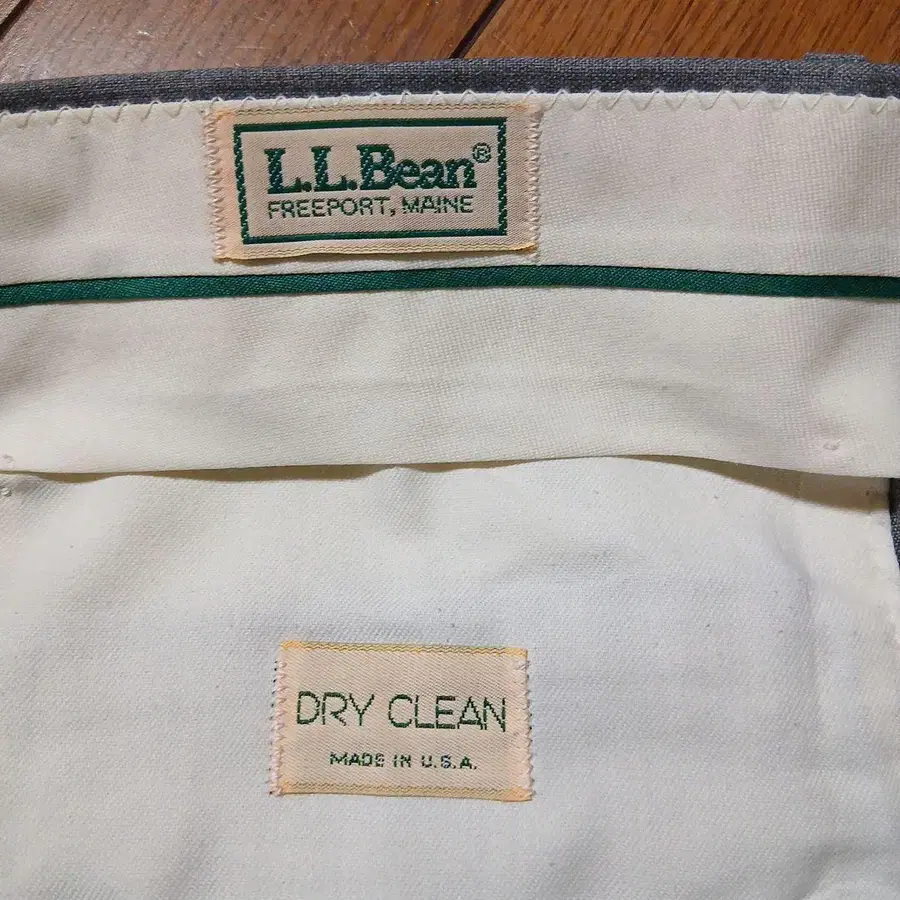 L.L.Bean®
FREEPORT, MAINE
DRY CLEAN
MADE IN U.S.A.